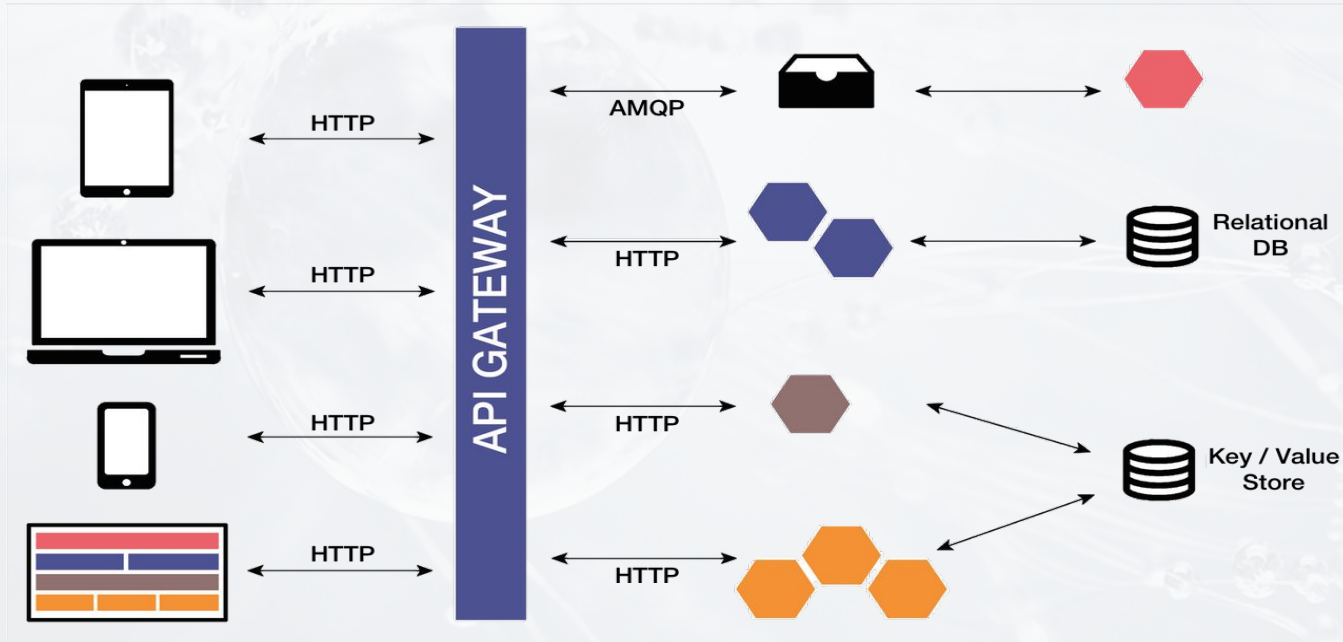 HTTP
HTTP
HTTP
HTTP
API GATEWAY
AMQP
HTTP
Relational
DB
HTTP
Key / Value
Store
HTTP